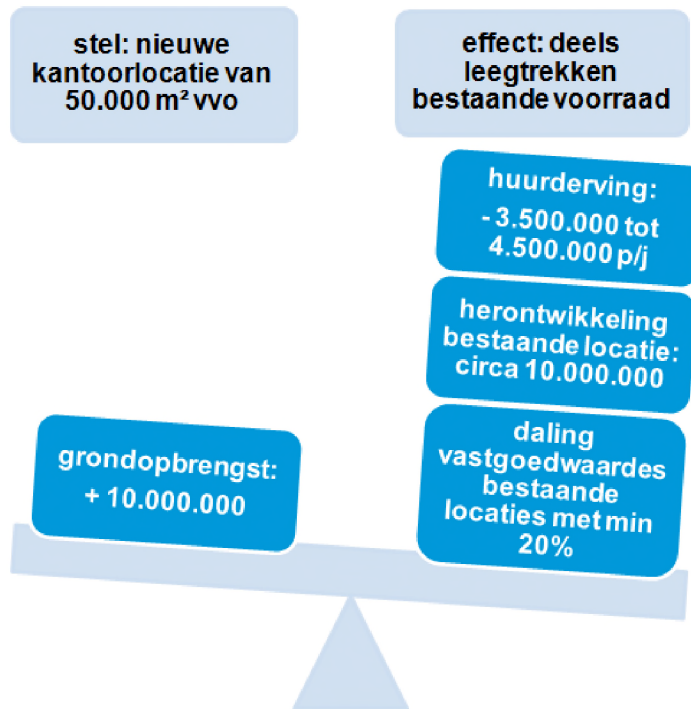 stel: nieuwe
kantoorlocatie van
50.000 m² vvo
effect: deels
leegtrekken
bestaande voorraad
huurderving:
- 3.500.000 tot
4.500.000 p/j
herontwikkeling
bestaande locatie:
circa 10.000.000
daling
vastgoedwaardes
bestaande
locaties met min
20%
grondopbrengst:
+ 10.000.000